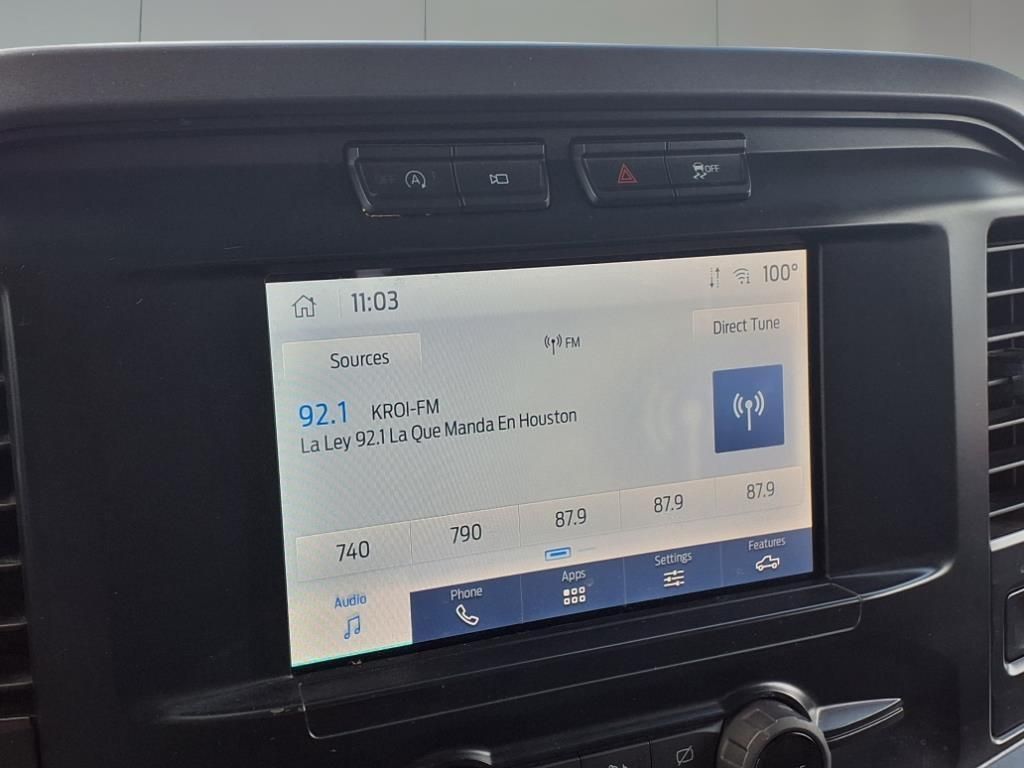 A
OFF
11:03
100°
Sources
FM
Direct Tune
92.1 KROI-FM
La Ley 92.1 La Que Manda En Houston
740 790 87.9 87.9 87.9
Audio Phone Apps Settings Features